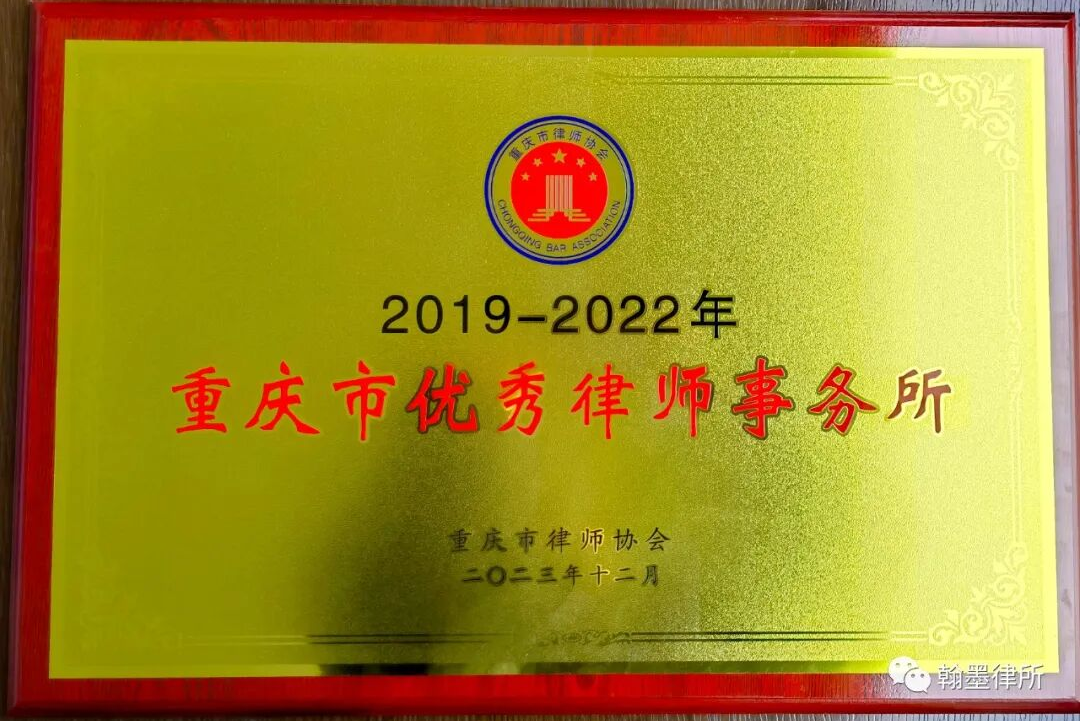 重庆市律师协会
CHONGQING BAR ASSOCIATION
2019-2022年
重庆市优秀律师事务所
重庆市律师协会
二〇二三年十二月
翰墨律所